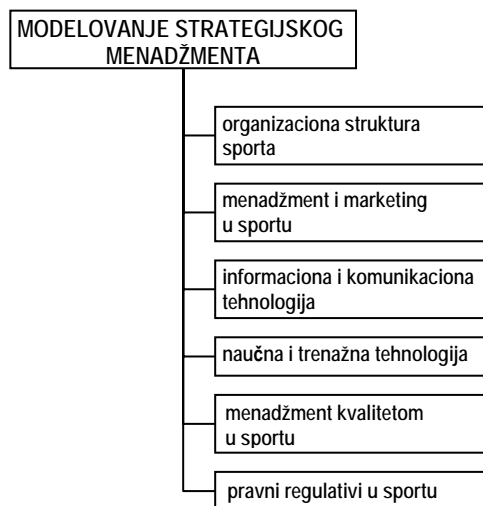 MODELOVANJE STRATEGIJSKOG
MENADŽMENTA
organizaciona struktura
sporta
menadžment i marketing
u sportu
informaciona i komunikaciona
tehnologija
naučna i trenažna tehnologija
menadžment kvalitetom
u sportu
pravni regulativi u sportu